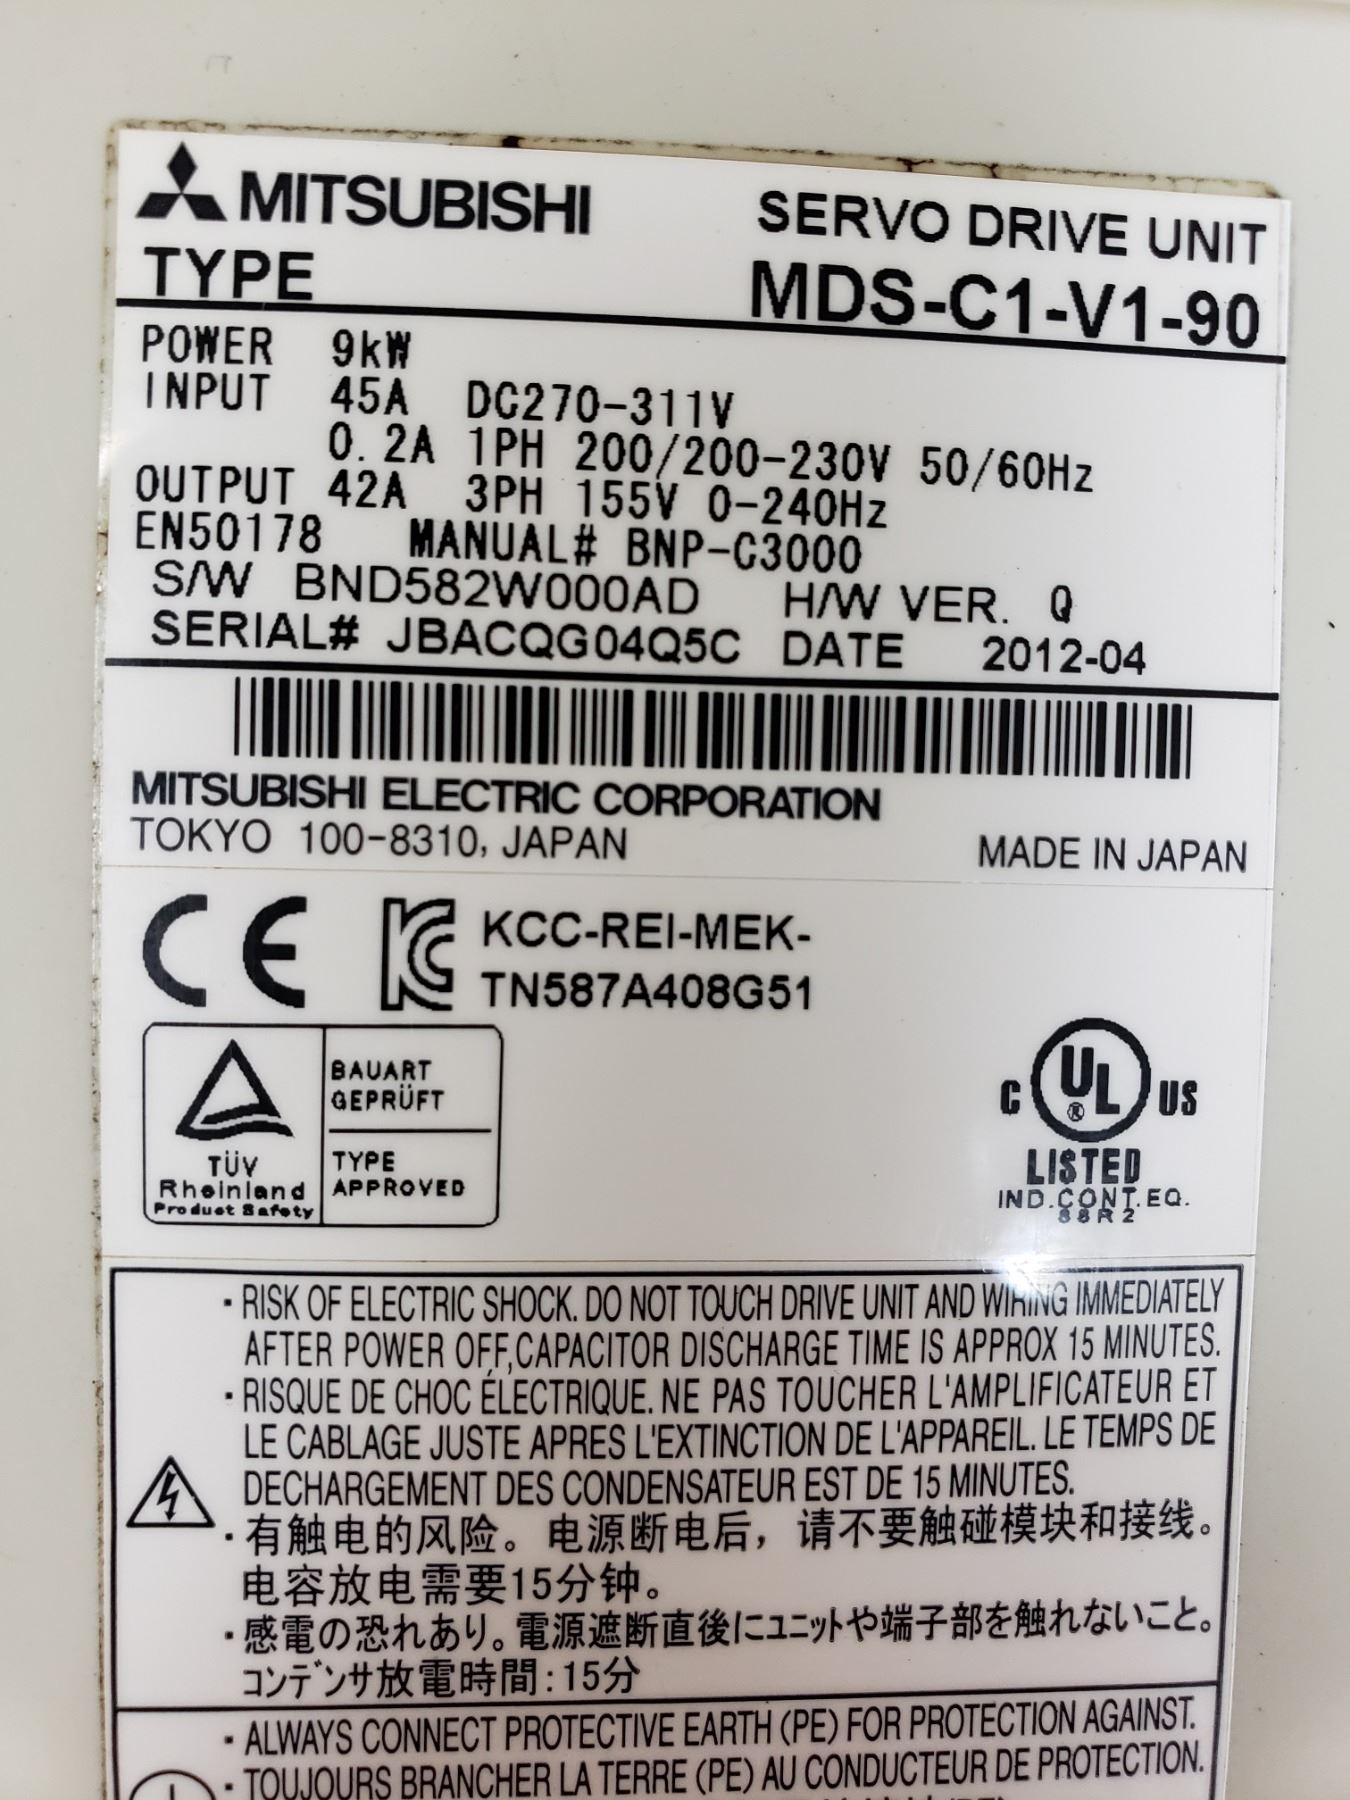 MITSUBISHI SERVO DRIVE UNIT
TYPE MDS-C1-V1-90
POWER 9kW
INPUT 45A DC270-311V
0.2A 1PH 200/200-230V 50/60Hz
OUTPUT 42A 3PH 155V 0-240Hz
EN50178 MANUAL# BNP-C3000
S/W BND582W000AD H/W VER. Q
SERIAL# JBACQG04Q5C DATE 2012-04
MITSUBISHI ELECTRIC CORPORATION
TOKYO 100-8310, JAPAN MADE IN JAPAN
CE KC KCC-REI-MEK-
TN587A408G51
BAUART
GEPRÜFT
TÜV
Rheinland
Product Safety
TYPE
APPROVED
C UL ® US
LISTED
IND.CONT.EQ.
88R2
・RISK OF ELECTRIC SHOCK. DO NOT TOUCH DRIVE UNIT AND WIRING IMMEDIATELY
AFTER POWER OFF,CAPACITOR DISCHARGE TIME IS APPROX 15 MINUTES.
・RISQUE DE CHOC ÉLECTRIQUE. NE PAS TOUCHER L'AMPLIFICATEUR ET
LE CABLAGE JUSTE APRES L'EXTINCTION DE L'APPAREIL. LE TEMPS DE
DECHARGEMENT DES CONDENSATEUR EST DE 15 MINUTES.
・有触电的风险。电源断电后，请不要触碰模块和接线。
电容放电需要15分钟。
・感電の恐れあり。電源遮断直後にユニットや端子部を触れないこと。
コンデンサ放電時間:15分
・ALWAYS CONNECT PROTECTIVE EARTH (PE) FOR PROTECTION AGAINST.
・TOUJOURS BRANCHER LA TERRE (PE) AU CONDUCTEUR DE PROTECTION.